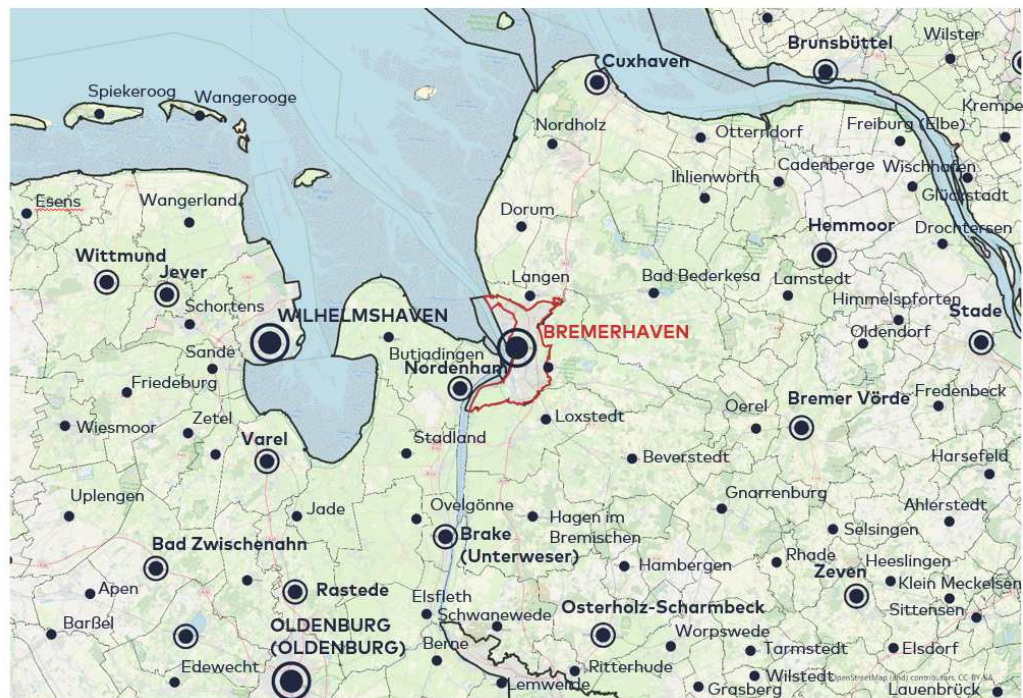 Brunsbüttel
Wilster
Cuxhaven
Spiekeroog
Wangerooge
Krempe
Nordholz
Otterndorf
Freiburg (Elbe)
Cadenberge
Wischhafen
Ihlienworth
Glückstadt
Esens
Wangerland
Dorum
Hemmoor
Drochtersen
Wittmund
Jever
Langen
Bad Bederkesa
Lamstedt
Schortens
Himmelspforten
WILHELMSHAVEN
Stade
BREMERHAVEN
Oldendorf
Sande
Butjadingen
Nordenham
Friedeburg
Fredenbeck
Bremer Vörde
Oerel
Loxstedt
Zetel
Wiesmoor
Varel
Stadland
Beverstedt
Harsefeld
Uplengen
Gnarrenburg
Ahlerstedt
Jade
Ovelgönne
Hagen im
Bremischen
Selsingen
Brake
(Unterweser)
Bad Zwischenahn
Rhade
Heeslingen
Hambergen
Zeven
Klein Meckelsen
Apen
Rastede
Elsfleth
Sittensen
Schwanewede
Osterholz-Scharmbeck
Barßel
OLDENBURG
(OLDENBURG)
Worpswede
Berne
Tarmstedt
Elsdorf
Edewecht
Ritterhude
Wilstedt
OpenStreetMap (and) contributors, CC-BY-SA
Lemwerder
Grasberg
Lauenbrück